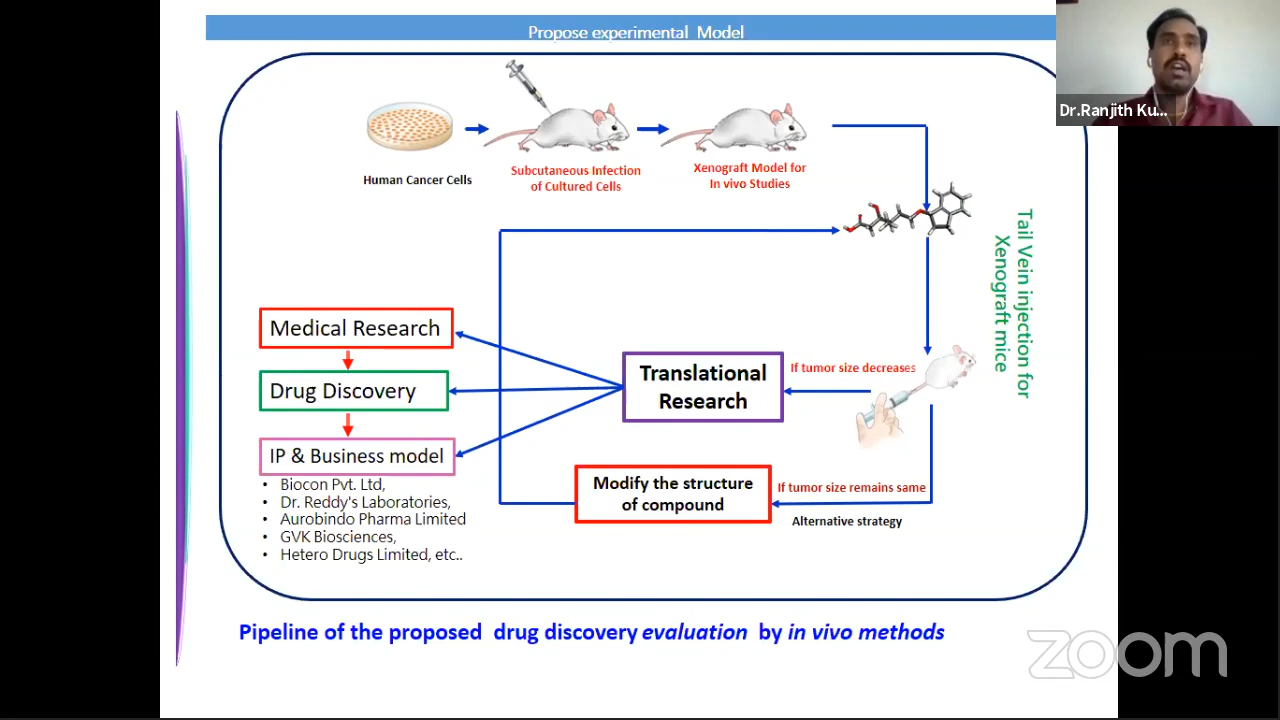 Propose experimental Model
Dr.Ranjith Ku...
Human Cancer Cells
Subcutaneous Infection
of Cultured Cells
Xenograft Model for
In vivo Studies
Tail Vein injection for
Xenograft mice
Medical Research
Drug Discovery
IP & Business model
• Biocon Pvt. Ltd,
• Dr. Reddy's Laboratories,
• Aurobindo Pharma Limited
• GVK Biosciences,
• Hetero Drugs Limited, etc..
Translational
Research
If tumor size decreases
Modify the structure
of compound
If tumor size remains same
Alternative strategy
Pipeline of the proposed drug discovery evaluation by in vivo methods
zoom